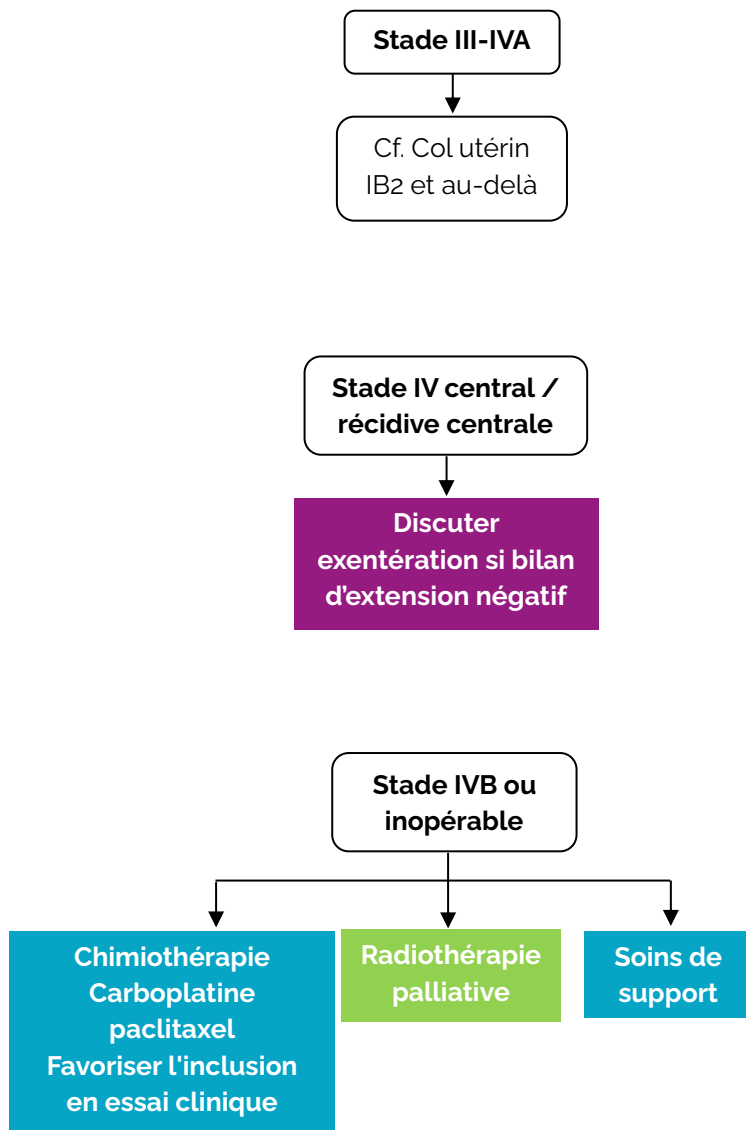 Stade III-IVA
Cf. Col utérin
IB2 et au-delà
Stade IV central /
récidive centrale
Discuter
exentération si bilan
d'extension négatif
Stade IVB ou
inopérable
Chimiothérapie
Carboplatine
paclitaxel
Favoriser l'inclusion
en essai clinique
Radiothérapie
palliative
Soins de
support